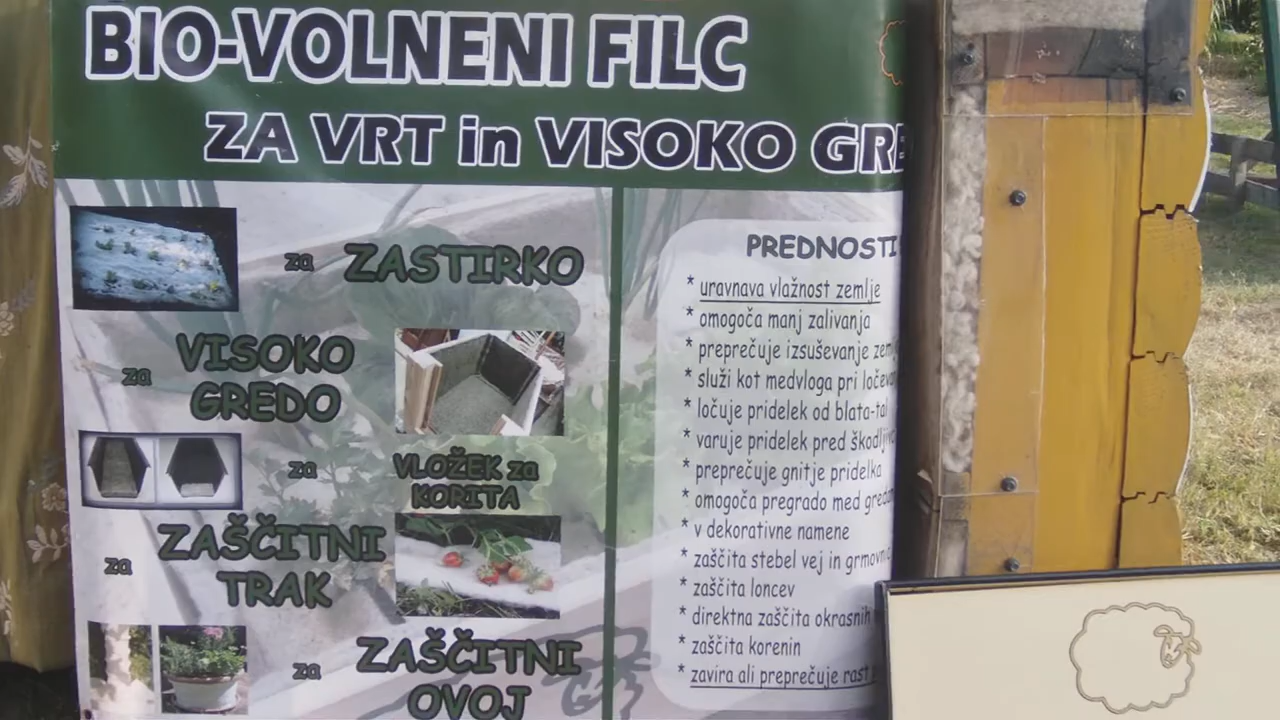 BIO-VOLNENI FILC
ZA VRT in VISOKO GRE
za ZASTIRKO
za VISOKO
GREDO
za VLOŽEK za
KORITA
za ZAŠČITNI
TRAK
za ZAŠČITNI
OVOJ
PREDNOSTI
* uravnava vlažnost zemlje
* omogoča manj zalivanja
* preprečuje izsuševanje zem
* služi kot medvloga pri ločevan
* ločuje pridelek od blata-tal
* varuje pridelek pred škodljiv
* preprečuje gnitje pridelka
* omogoča pregrado med gredam
* v dekorativne namene
* zaščita stebel vej in grmovn
* zaščita loncev
* direktna zaščita okrasnih
* zaščita korenin
* zavira ali preprečuje rast